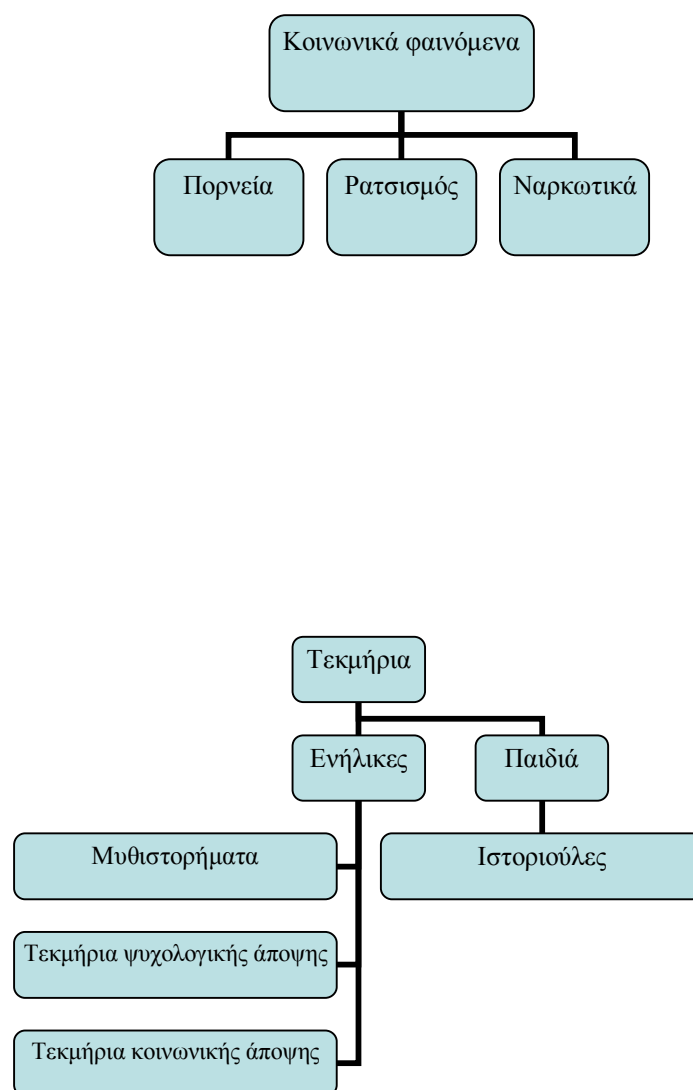 Κοινωνικά φαινόμενα
Πορνεία
Ρατσισμός
Ναρκωτικά
Τεκμήρια
Ενήλικες
Παιδιά
Μυθιστορήματα
Ιστοριούλες
Τεκμήρια ψυχολογικής άποψης
Τεκμήρια κοινωνικής άποψης